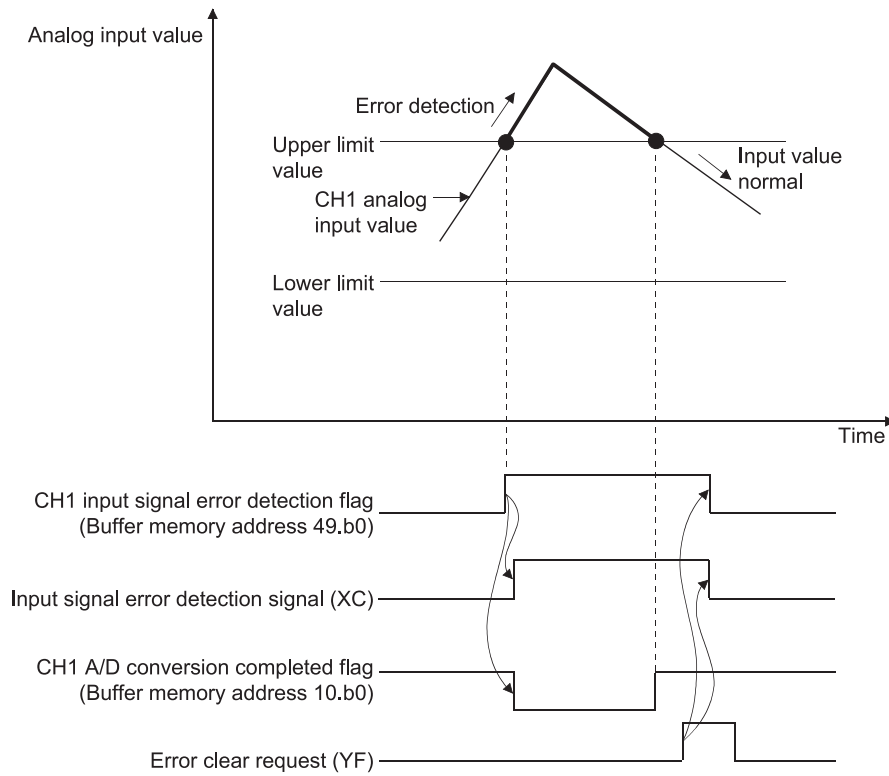 Analog input value
Error detection
Upper limit
value
Input value
normal
CH1 analog
input value
Lower limit
value
Time
CH1 input signal error detection flag
(Buffer memory address 49.b0)
Input signal error detection signal (XC)
CH1 A/D conversion completed flag
(Buffer memory address 10.b0)
Error clear request (YF)